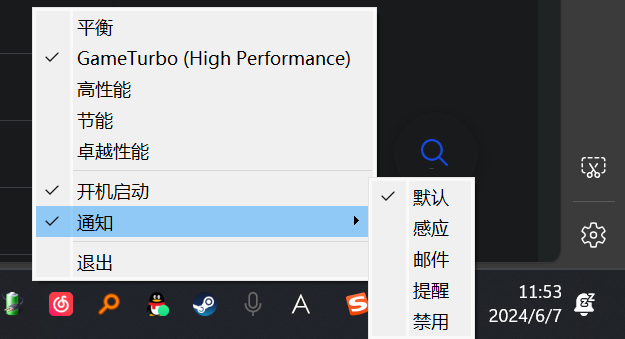 平衡
GameTurbo (High Performance)
高性能
节能
卓越性能
开机启动
通知
退出
默认
感应
邮件
提醒
禁用
A
11:53
2024/6/7